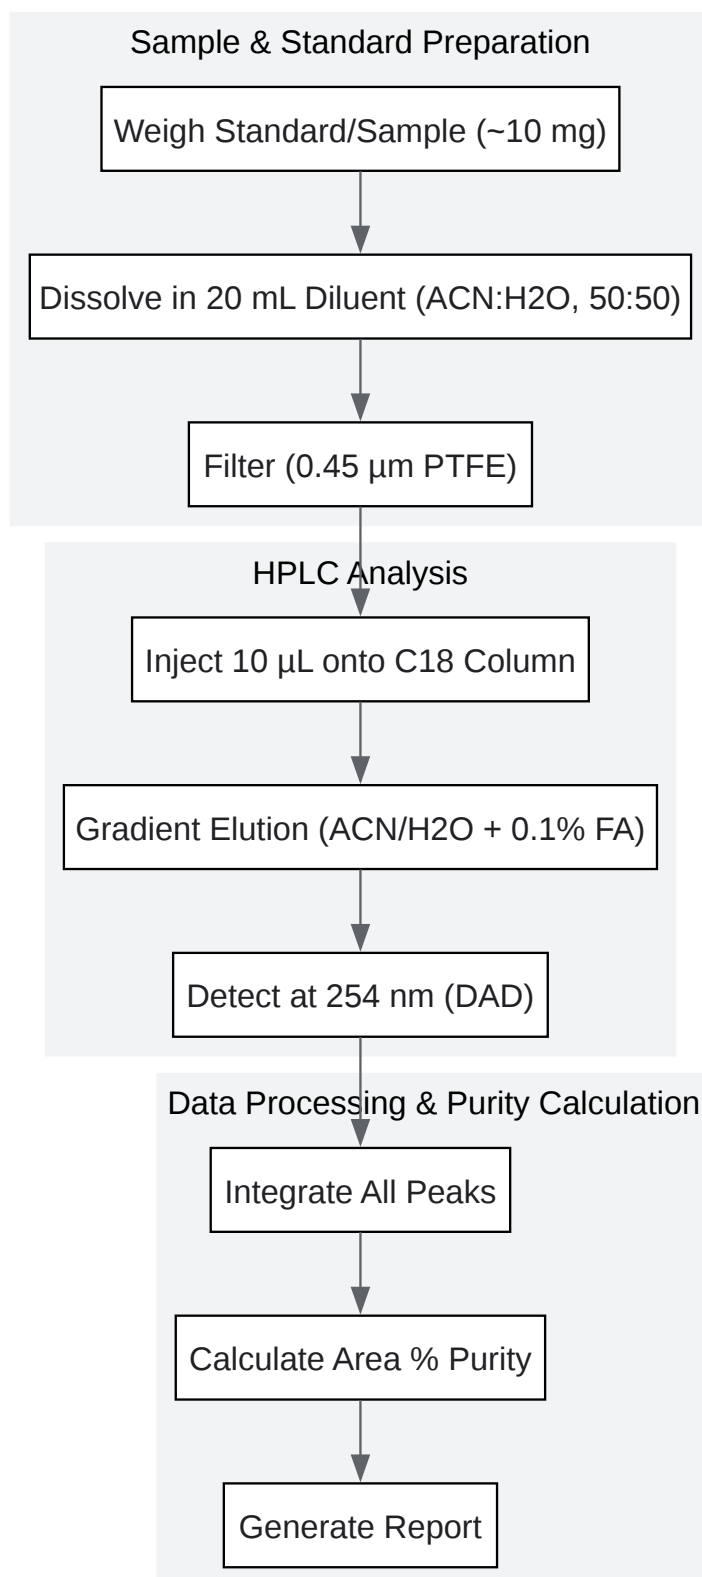 Sample & Standard Preparation
Weigh Standard/Sample (~10 mg)
Dissolve in 20 mL Diluent (ACN:H2O, 50:50)
Filter (0.45 µm PTFE)
HPLC Analysis
Inject 10 µL onto C18 Column
Gradient Elution (ACN/H2O + 0.1% FA)
Detect at 254 nm (DAD)
Data Processing & Purity Calculation
Integrate All Peaks
Calculate Area % Purity
Generate Report